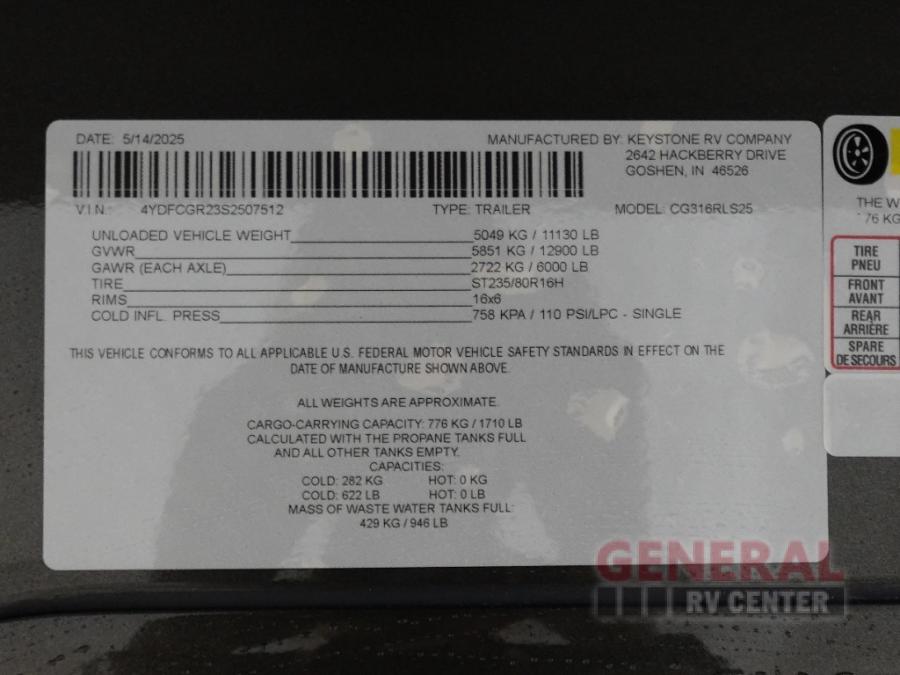 DATE: 5/14/2025
MANUFACTURED BY: KEYSTONE RV COMPANY
2642 HACKBERRY DRIVE
GOSHEN, IN 46526
V.I.N.: 4YDFCGR23S2507512 TYPE: TRAILER MODEL: CG316RLS25
UNLOADED VEHICLE WEIGHT 5049 KG / 11130 LB
GVWR 5851 KG / 12900 LB
GAWR (EACH AXLE) 2722 KG / 6000 LB
TIRE ST235/80R16H
RIMS 16x6
COLD INFL. PRESS 758 KPA / 110 PSI/LPC - SINGLE
THIS VEHICLE CONFORMS TO ALL APPLICABLE U.S. FEDERAL MOTOR VEHICLE SAFETY STANDARDS IN EFFECT ON THE
DATE OF MANUFACTURE SHOWN ABOVE.
ALL WEIGHTS ARE APPROXIMATE.
CARGO-CARRYING CAPACITY: 776 KG / 1710 LB
CALCULATED WITH THE PROPANE TANKS FULL
AND ALL OTHER TANKS EMPTY.
CAPACITIES:
COLD: 282 KG HOT: 0 KG
COLD: 622 LB HOT: 0 LB
MASS OF WASTE WATER TANKS FULL:
429 KG / 946 LB
THE
76 KG
TIRE
PNEU
FRONT
AVANT
REAR
ARRIÈRE
SPARE
DE SECOURS
GENERAL
RV CENTER